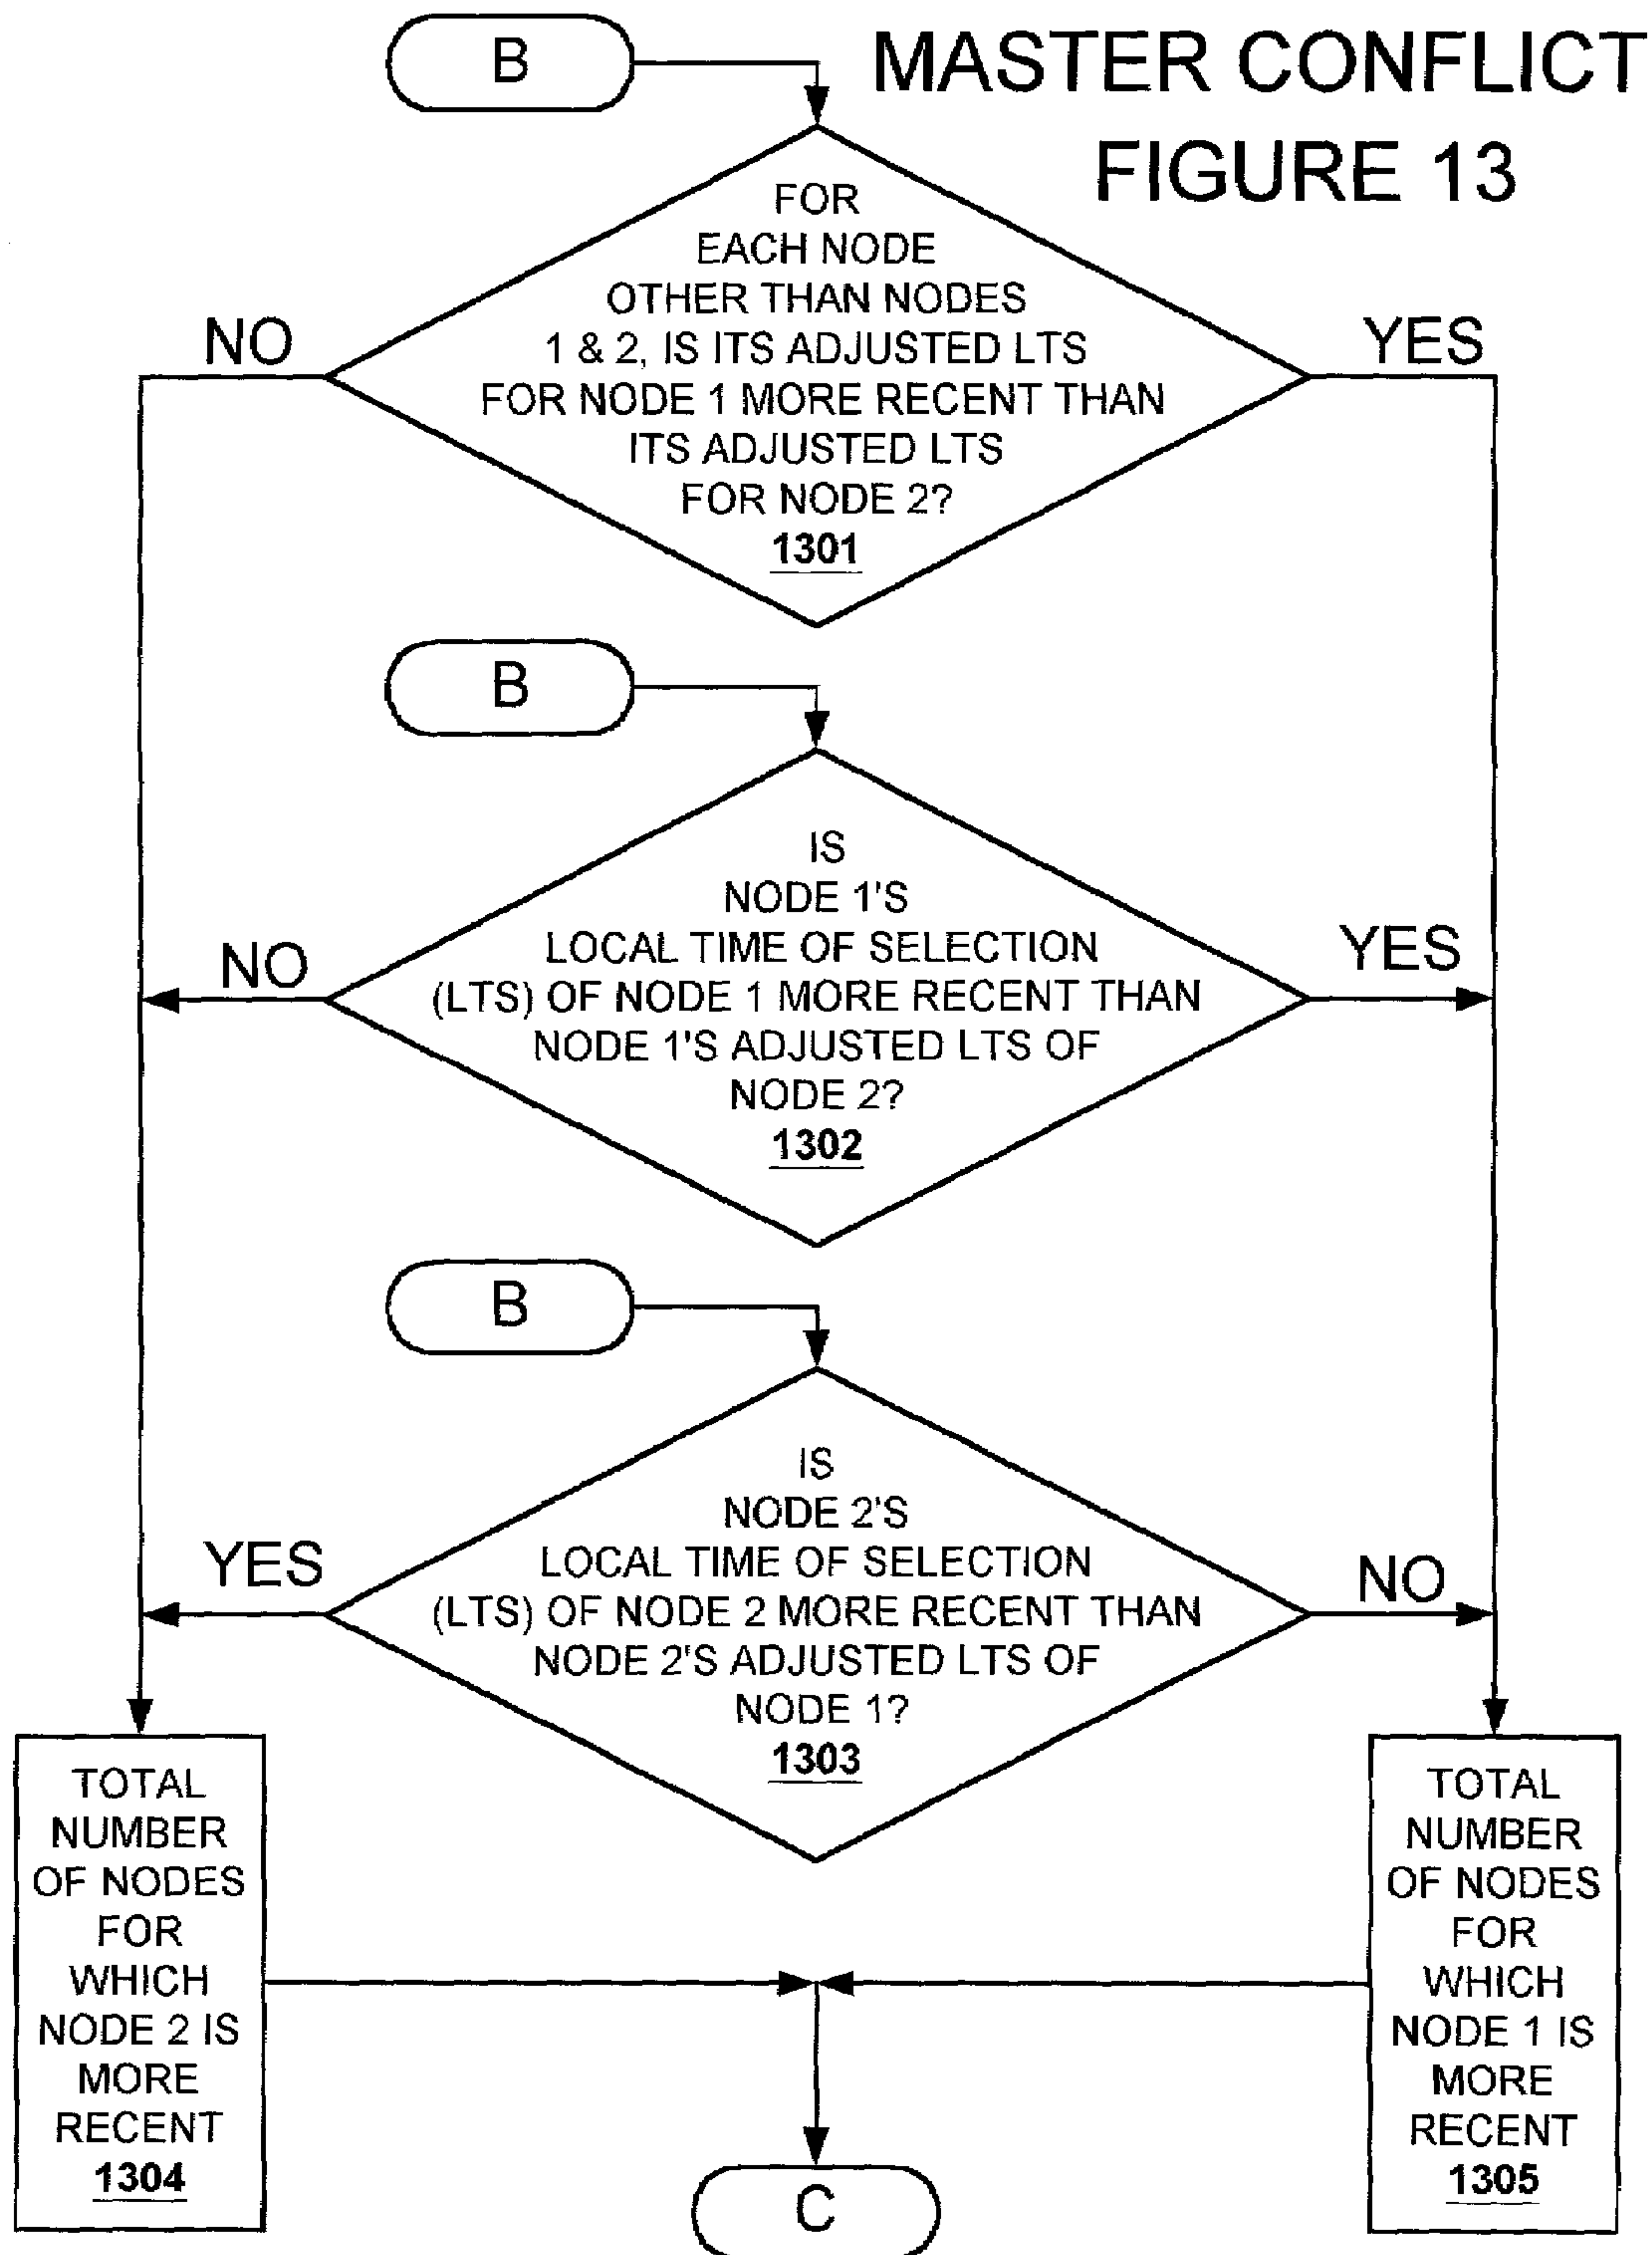 B
MASTER CONFLICT
FIGURE 13
FOR
EACH NODE
OTHER THAN NODES
1 & 2, IS ITS ADJUSTED LTS
FOR NODE 1 MORE RECENT THAN
ITS ADJUSTED LTS
FOR NODE 2?
1301
NO
YES
B
IS
NODE 1'S
LOCAL TIME OF SELECTION
(LTS) OF NODE 1 MORE RECENT THAN
NODE 1'S ADJUSTED LTS OF
NODE 2?
1302
NO
YES
B
IS
NODE 2'S
LOCAL TIME OF SELECTION
(LTS) OF NODE 2 MORE RECENT THAN
NODE 2'S ADJUSTED LTS OF
NODE 1?
1303
YES
NO
TOTAL
NUMBER
OF NODES
FOR
WHICH
NODE 2 IS
MORE
RECENT
1304
TOTAL
NUMBER
OF NODES
FOR
WHICH
NODE 1 IS
MORE
RECENT
1305
C